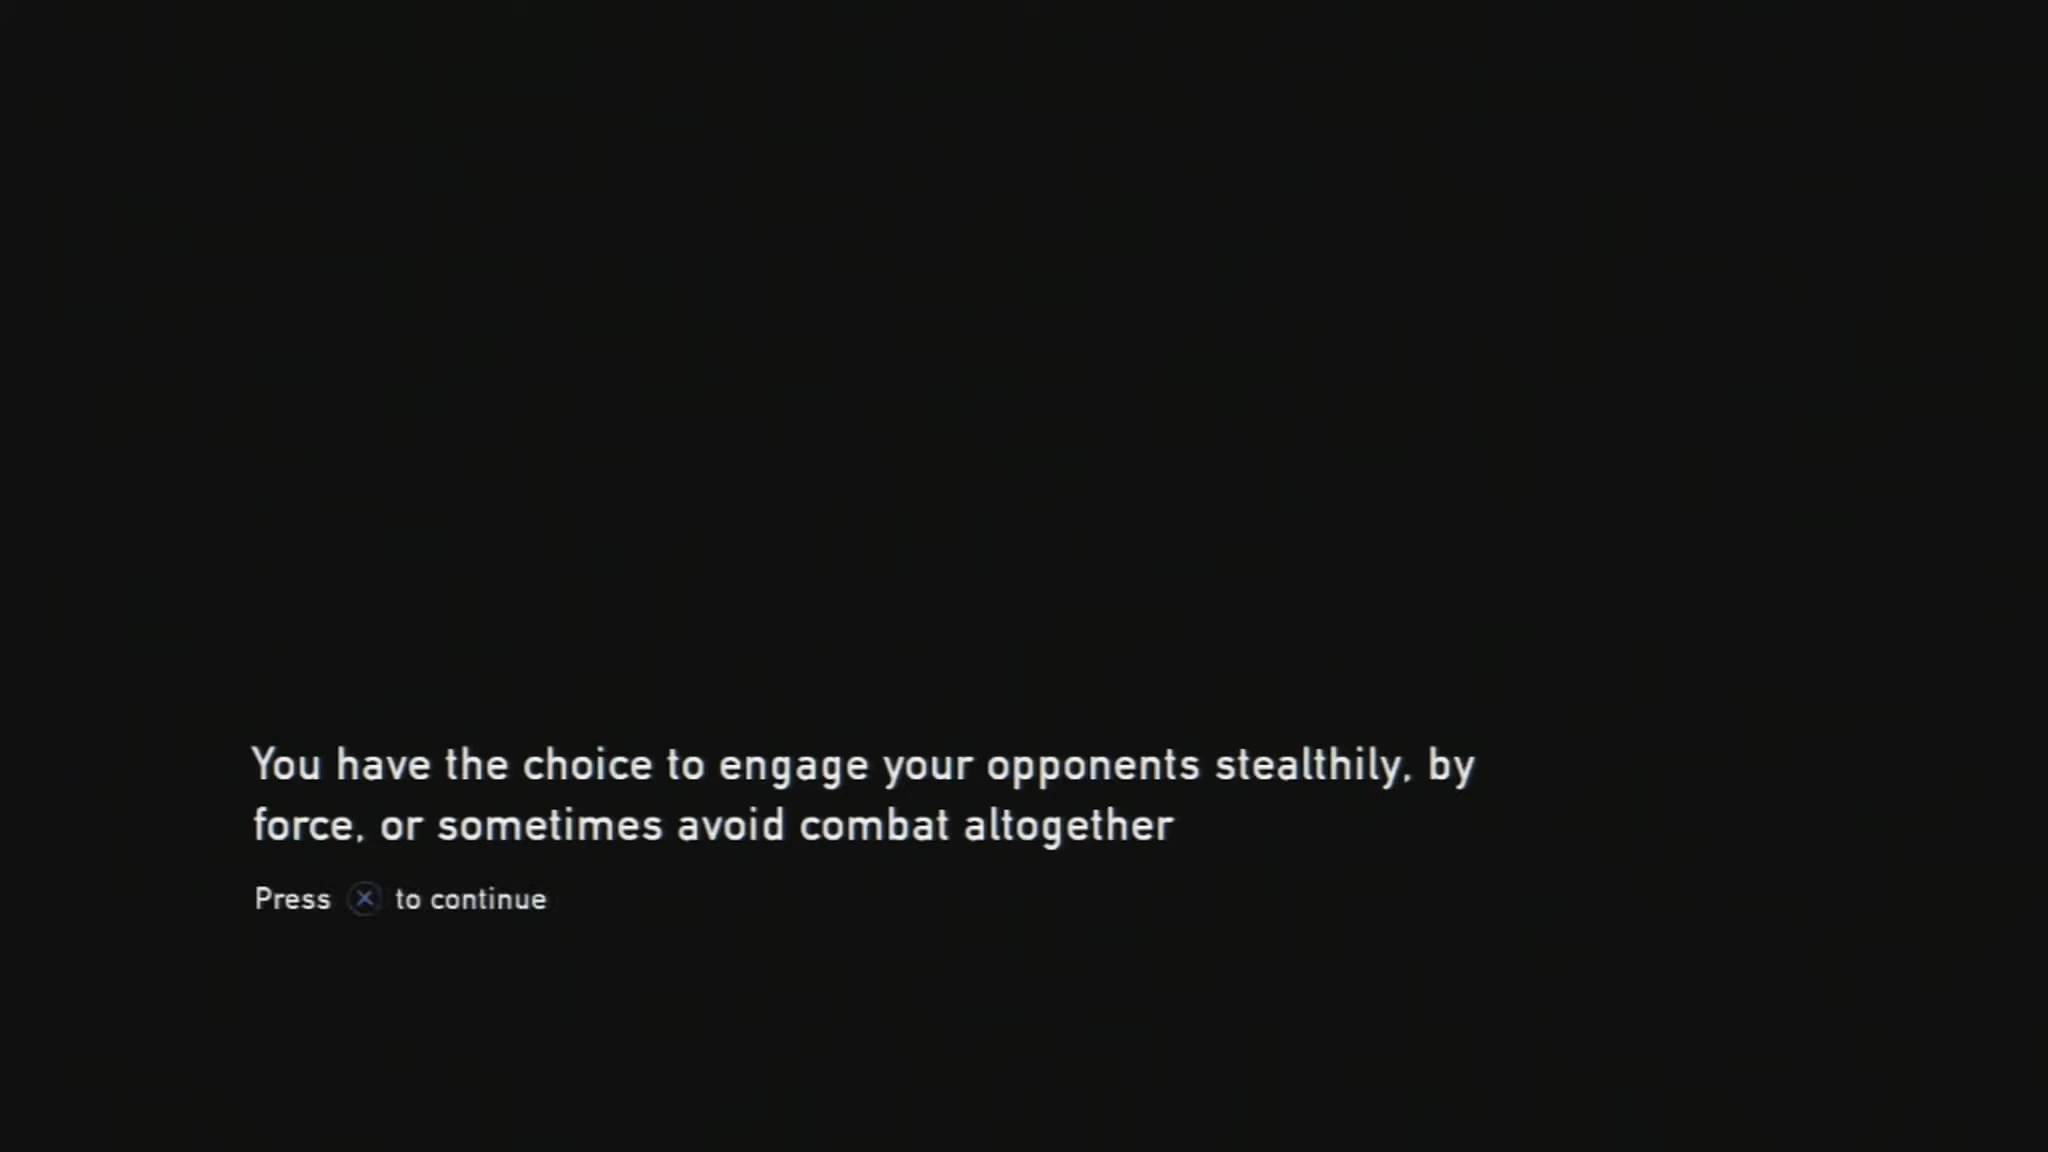 You have the choice to engage your opponents stealthily, by
force, or sometimes avoid combat altogether
Press ⓧ to continue